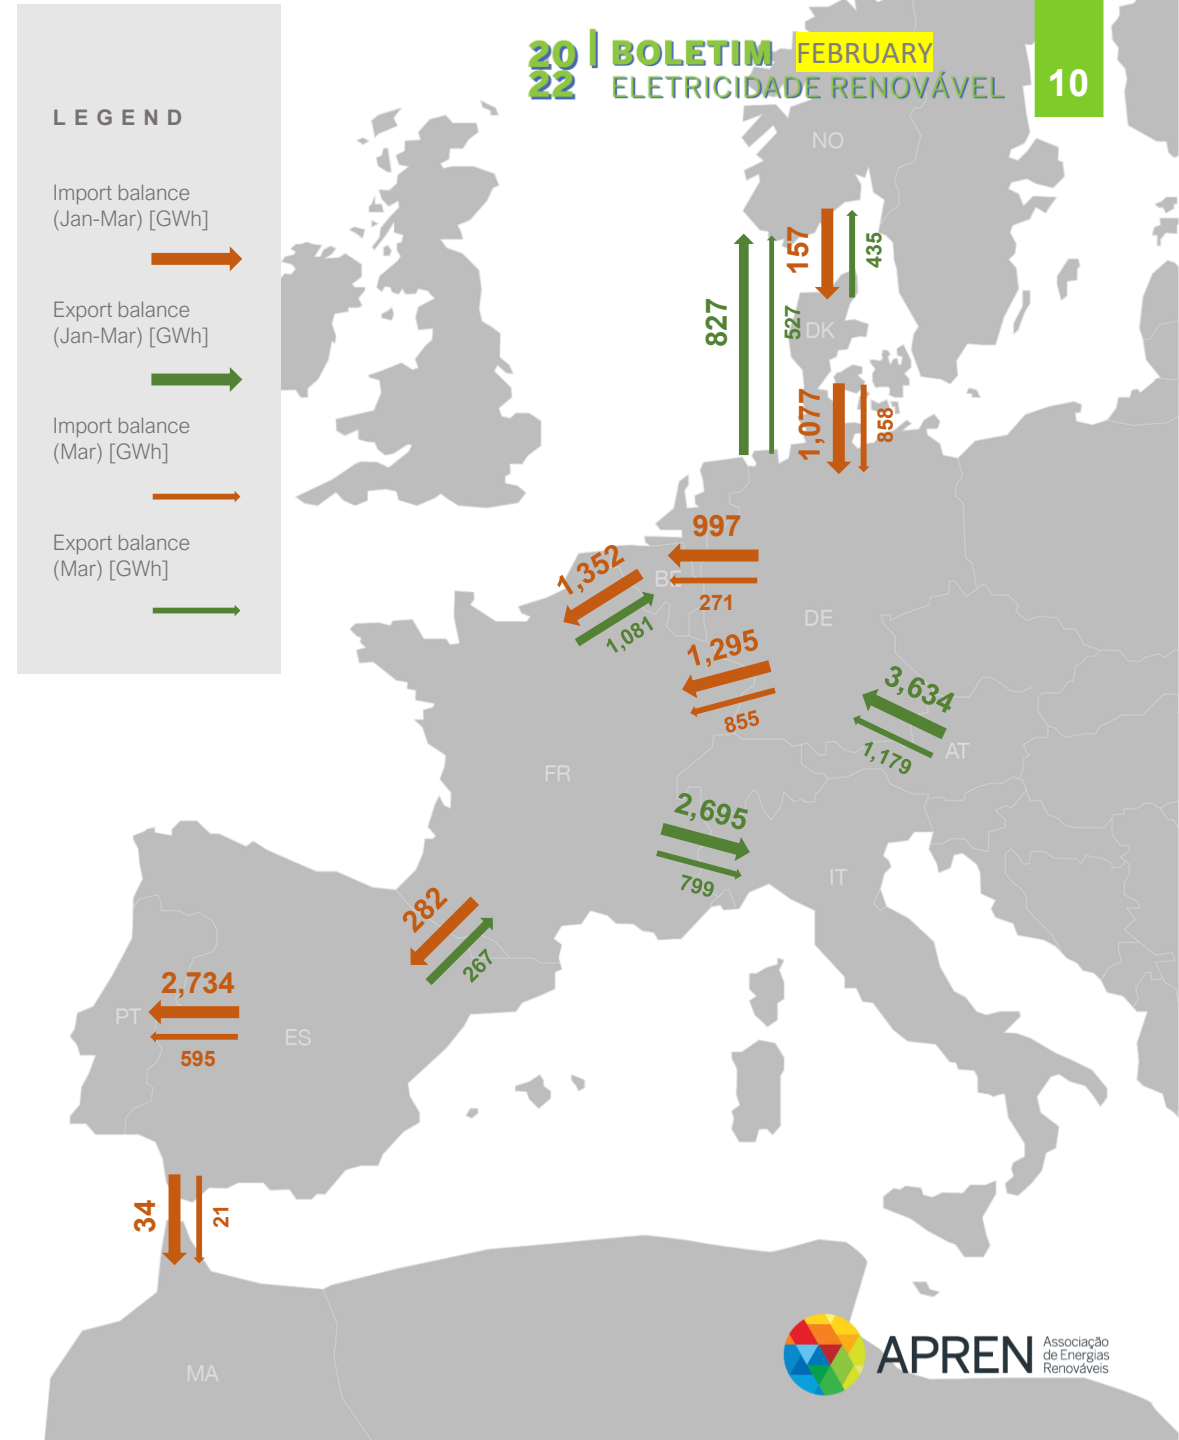 20 | BOLETIM FEBRUARY
22 ELETRICIDADE RENOVÁVEL
10
LEGEND
Import balance
(Jan-Mar) [GWh]
Export balance
(Jan-Mar) [GWh]
Import balance
(Mar) [GWh]
Export balance
(Mar) [GWh]
NO
157
435
827
527
DK
1,077
858
997
1,352
BE
271
1,081
DE
1,295
855
3,634
1,179
AT
FR
2,695
799
IT
282
267
2,734
PT
595
ES
34
21
MA
APREN
Associação
de Energias
Renováveis